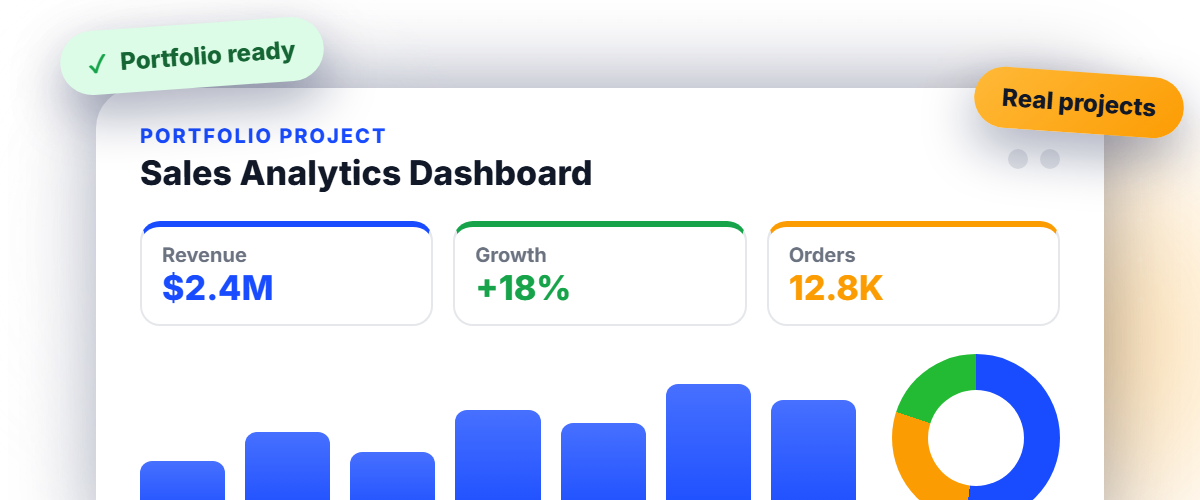 ✓ Portfolio ready
Real projects
PORTFOLIO PROJECT
Sales Analytics Dashboard
Revenue
$2.4M
Growth
+18%
Orders
12.8K